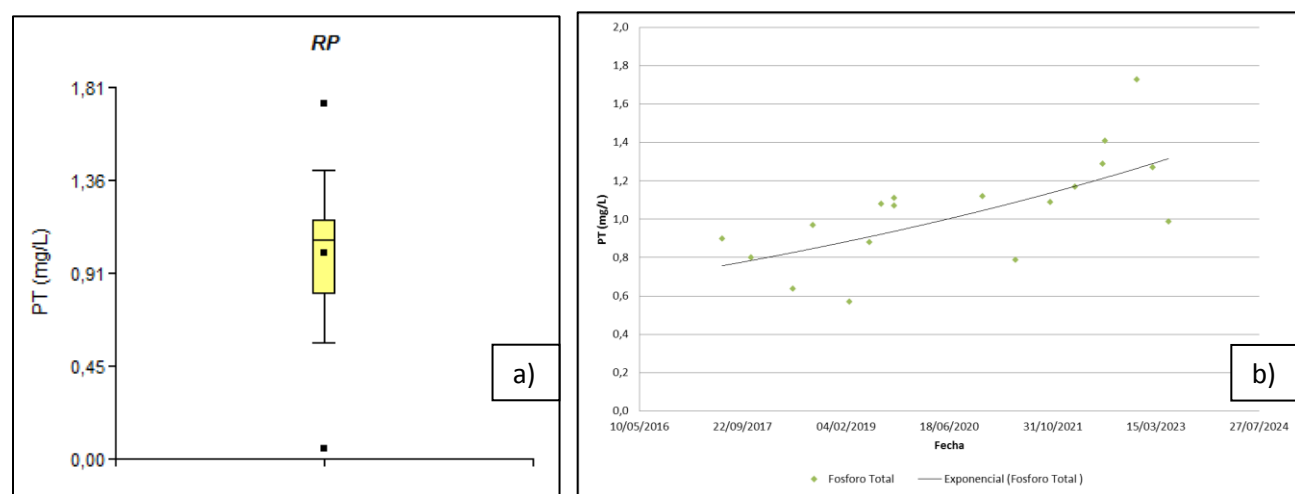 RP
PT (mg/L)
1,81
1,36
0,91
0,45
0,00
a)
PT (mg/L)
2,0
1,8
1,6
1,4
1,2
1,0
0,8
0,6
0,4
0,2
0,0
10/05/2016 22/09/2017 04/02/2019 18/06/2020 31/10/2021 15/03/2023 27/07/2024
Fecha
Fosforo Total Exponencial (Fosforo Total )
b)